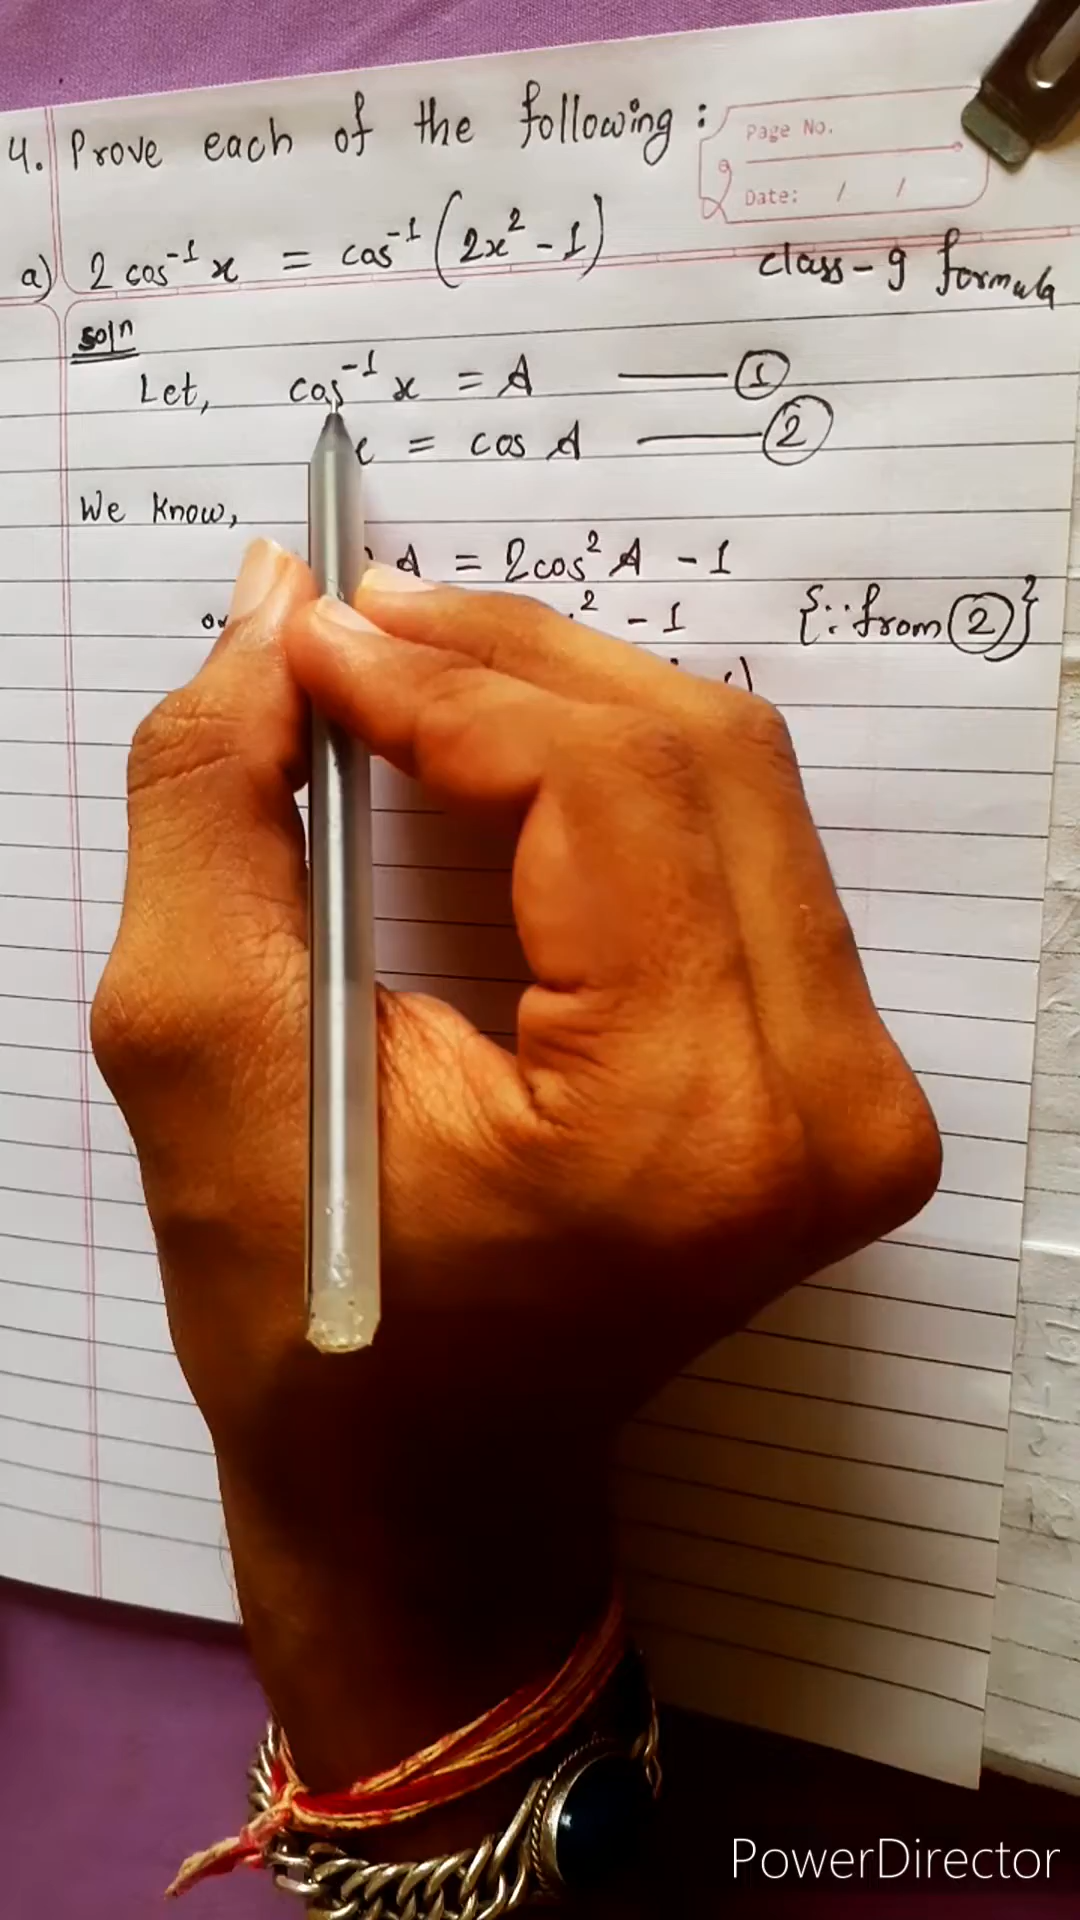 4. Prove each of the following :
Page No.
Date: / /
a) 2 cos⁻¹ x = cos⁻¹ (2x² - 1)
class - 9 formula
solⁿ
Let, cos⁻¹ x = A —— ①
= cos A —— ②
We know,
A = 2cos² A - 1
² - 1 {∵ from ②}
PowerDirector